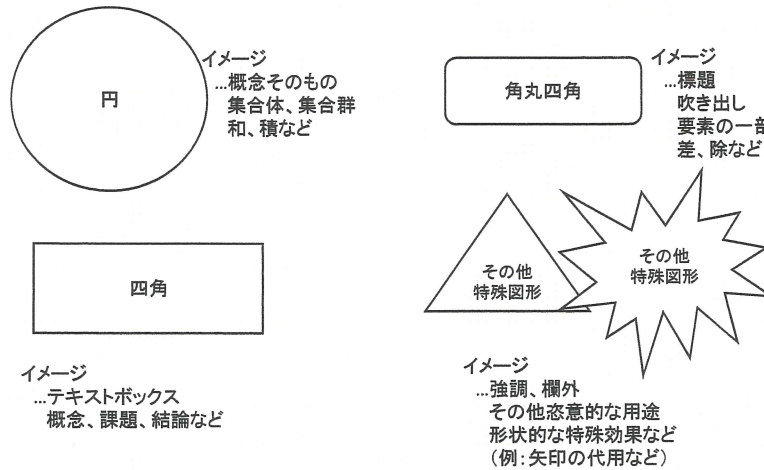 円
イメージ
...概念そのもの
集合体、集合群
和、積など
角丸四角
イメージ
...標題
吹き出し
要素の一部
差、除など
四角
イメージ
...テキストボックス
概念、課題、結論など
その他
特殊図形
その他
特殊図形
イメージ
...強調、欄外
その他恣意的な用途
形状的な特殊効果など
(例:矢印の代用など)